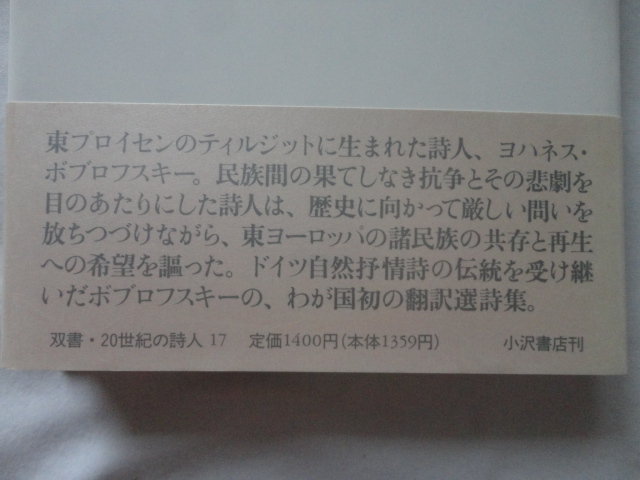 東プロイセンのティルジットに生まれた詩人、ヨハネス・
ボブロフスキー。民族間の果てしなき抗争とその悲劇を
目のあたりにした詩人は、歴史に向かって厳しい問いを
放ちつづけながら、東ヨーロッパの諸民族の共存と再生
への希望を謳った。ドイツ自然抒情詩の伝統を受け継
いだボブロフスキーの、わが国初の翻訳選詩集。
双書・20世紀の詩人 17 定価1400円(本体1359円) 小沢書店刊